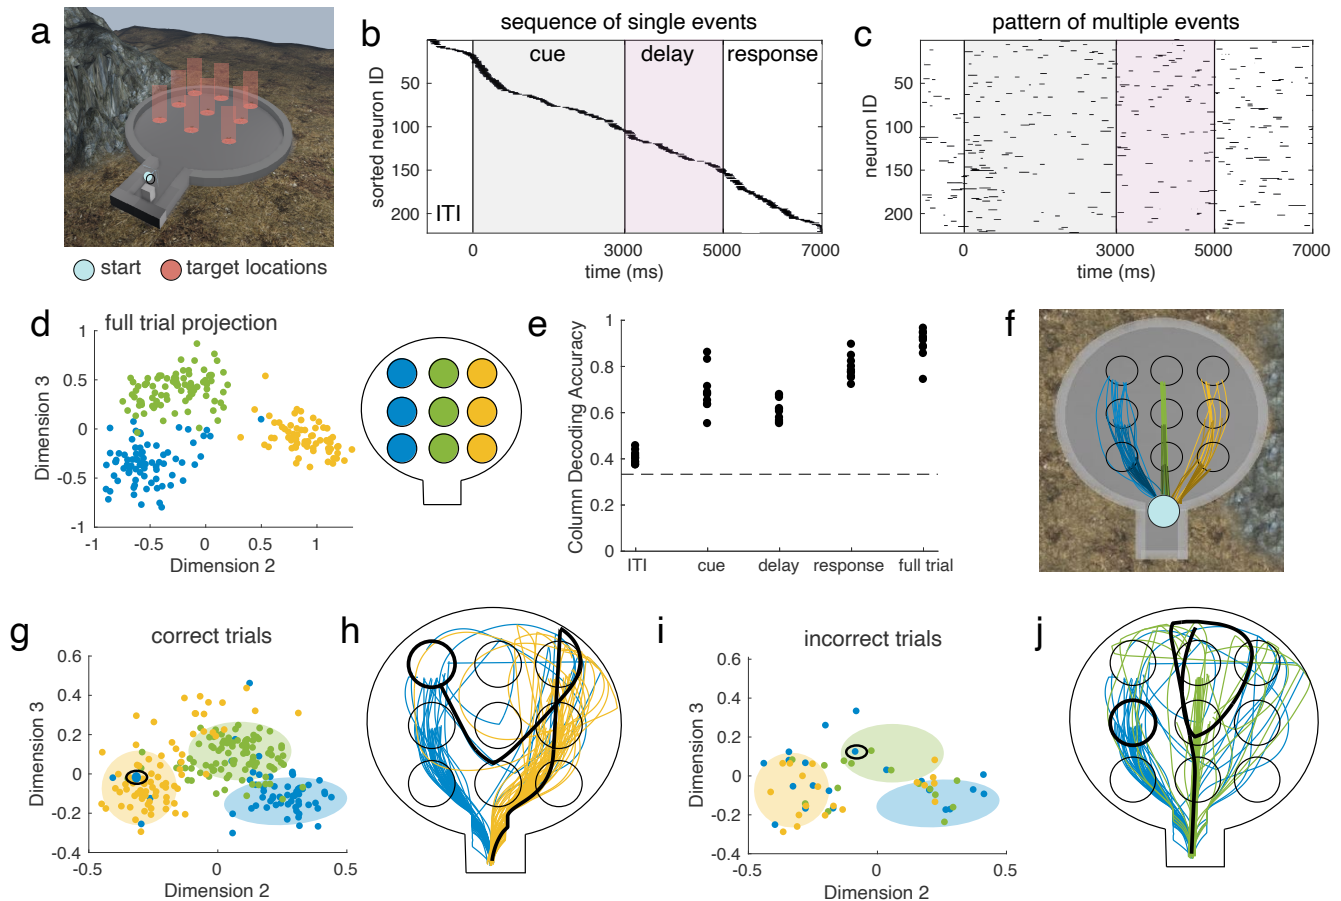 a
start
target locations
b
sequence of single events
cue
delay
response
ITI
sorted neuron ID
50
100
150
200
0
3000
5000
7000
time (ms)
c
pattern of multiple events
neuron ID
50
100
150
200
0
3000
5000
7000
time (ms)
d
full trial projection
Dimension 3
1
0.5
0
-0.5
-1
-1
-0.5
0
0.5
1
Dimension 2
e
Column Decoding Accuracy
1
0.8
0.6
0.4
0.2
0
ITI
cue
delay
response
full trial
f
g
correct trials
Dimension 3
0.6
0.4
0.2
0
-0.2
-0.4
-0.5
0
0.5
Dimension 2
h
i
incorrect trials
Dimension 3
0.6
0.4
0.2
0
-0.2
-0.4
-0.5
0
0.5
Dimension 2
j